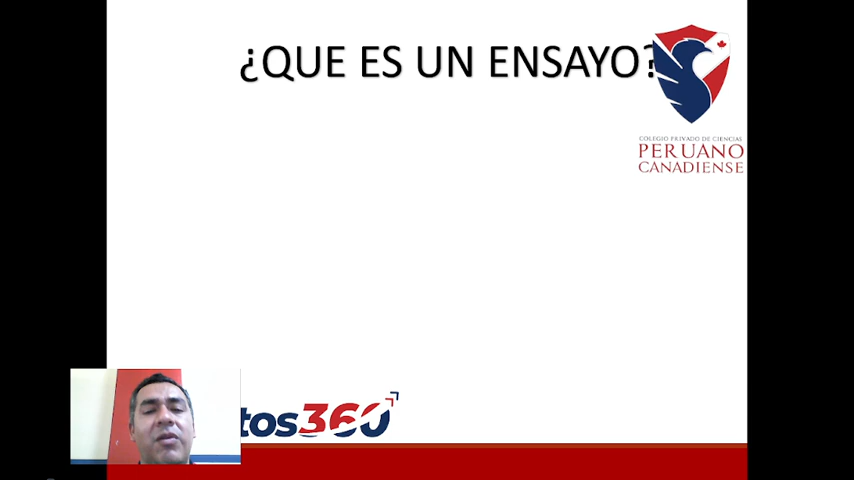 ¿QUE ES UN ENSAYO?
COLEGIO PRIVADO DE CIENCIAS
PERUANO
CANADIENSE
tos360